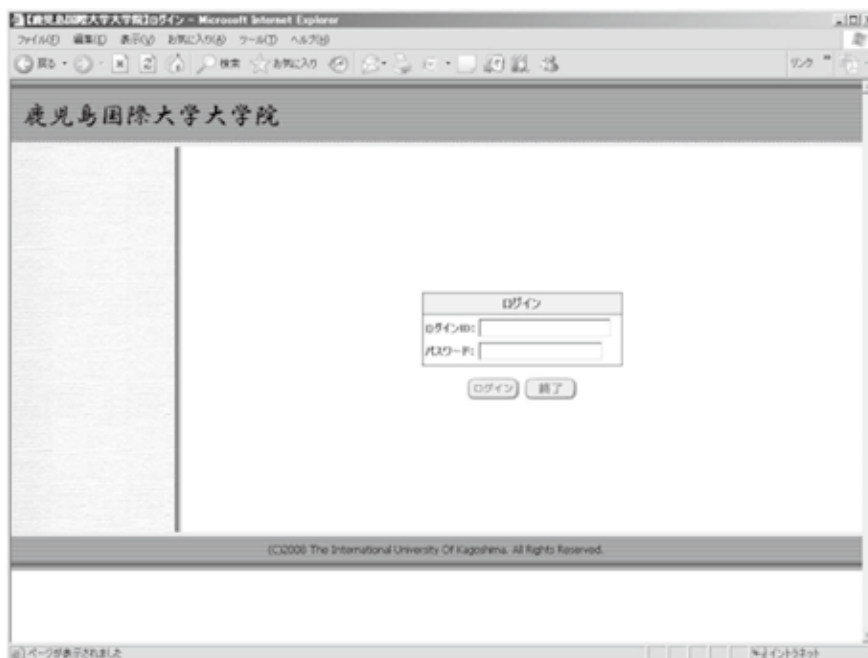 【鹿児島国際大学大学院】ログイン - Microsoft Internet Explorer
ファイル(F) 編集(E) 表示(V) お気に入り(A) ツール(T) ヘルプ(H)
戻る 検索 お気に入り リンク
鹿児島国際大学大学院
ログイン
ログインID:
パスワード:
ログイン 終了
(C)2008 The International University Of Kagoshima. All Rights Reserved.
ページが表示されました イントラネット